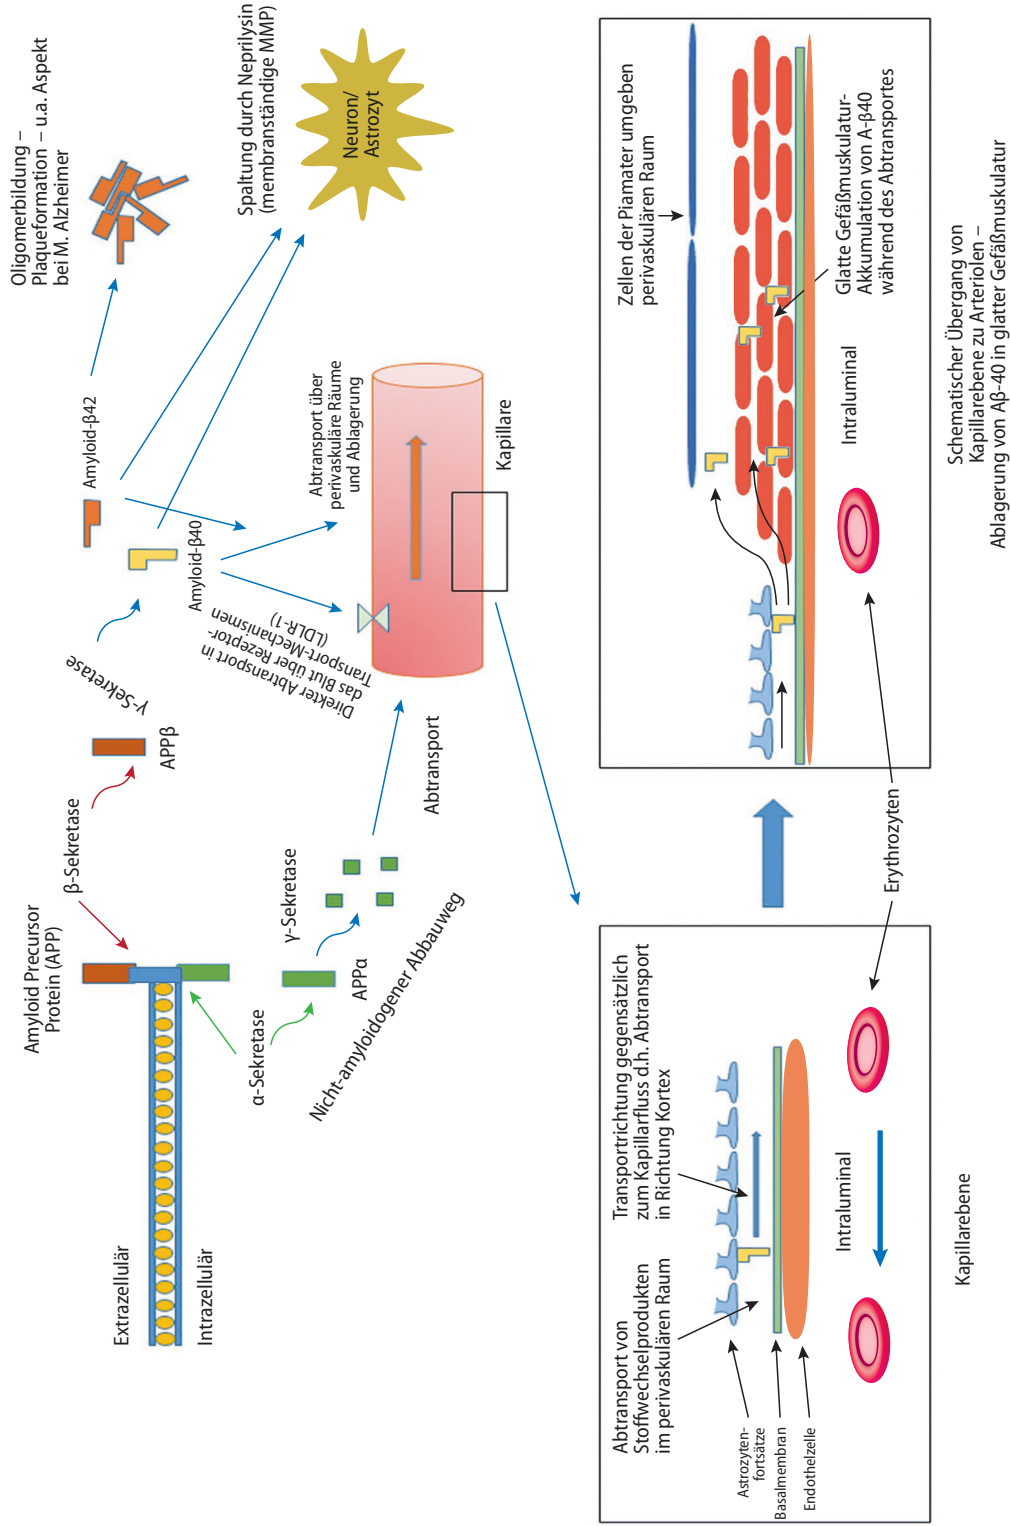 Extrazellulär
Intrazellulär
Amyloid Precursor
Protein (APP)
β-Sekretase
APPβ
γ-Sekretase
Amyloid-β42
Amyloid-β40
Oligomerbildung –
Plaqueformation – u.a. Aspekt
bei M. Alzheimer
Spaltung durch Neprilysin
(membranständige MMP)
Neuron/
Astrozyt
α-Sekretase
APPα
γ-Sekretase
Nicht-amyloidogener Abbauweg
Abtransport
Direkter Abtransport in
das Blut über Rezeptor-
Transport-Mechanismen
(LDLR-1)
Abtransport über
perivaskuläre Räume
und Ablagerung
Kapillare
Abtransport von
Stoffwechselprodukten
im perivaskulären Raum
Transportrichtung gegensätzlich
zum Kapillarfluss d.h. Abtransport
in Richtung Kortex
Astrozyten-
fortsätze
Basalmembran
Endothelzelle
Intraluminal
Kapillarebene
Erythrozyten
Zellen der Piamater umgeben
perivaskulären Raum
Intraluminal
Glatte Gefäßmuskulatur-
Akkumulation von A-β40
während des Abtransportes
Schematischer Übergang von
Kapillarebene zu Arteriolen –
Ablagerung von Aβ-40 in glatter Gefäßmuskulatur